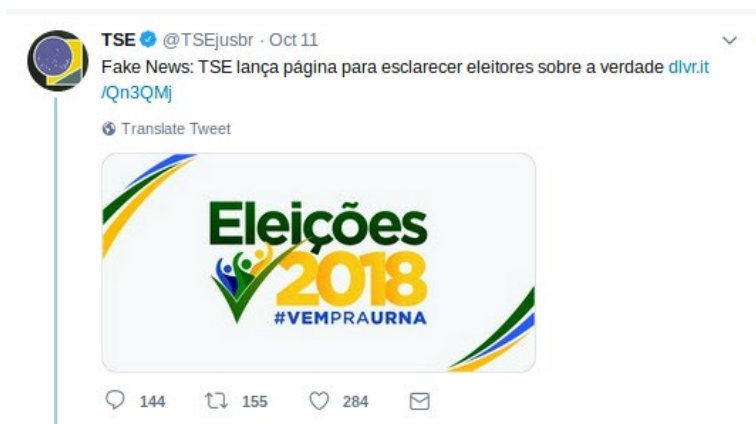 TSE @TSEjusbr · Oct 11
Fake News: TSE lança página para esclarecer eleitores sobre a verdade dlvr.it
/Qn3QMj
Translate Tweet
Eleições
2018
#VEMPRAURNA
144 155 284